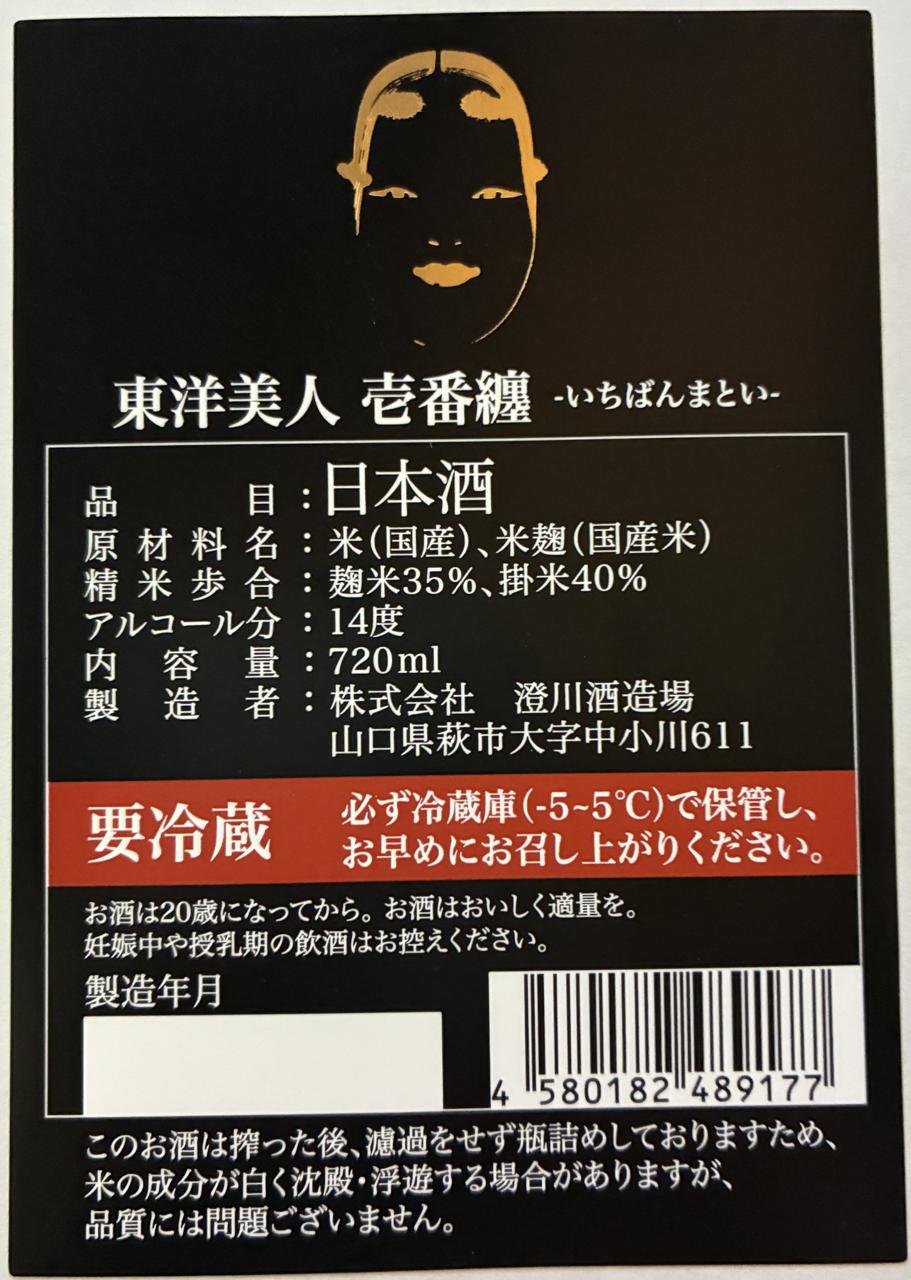 東洋美人 壱番纏 -いちばんまとい-
品目：日本酒
原材料名：米(国産)、米麹(国産米)
精米歩合：麹米35%、掛米40%
アルコール分：14度
内容量：720ml
製造者：株式会社 澄川酒造場
山口県萩市大字中小川611
要冷蔵
必ず冷蔵庫(-5~5℃)で保管し、
お早めにお召し上がりください。
お酒は20歳になってから。お酒はおいしく適量を。
妊娠中や授乳期の飲酒はお控えください。
製造年月
4 580182 489177
このお酒は搾った後、濾過をせず瓶詰めしておりますため、
米の成分が白く沈殿・浮遊する場合がありますが、
品質には問題ございません。